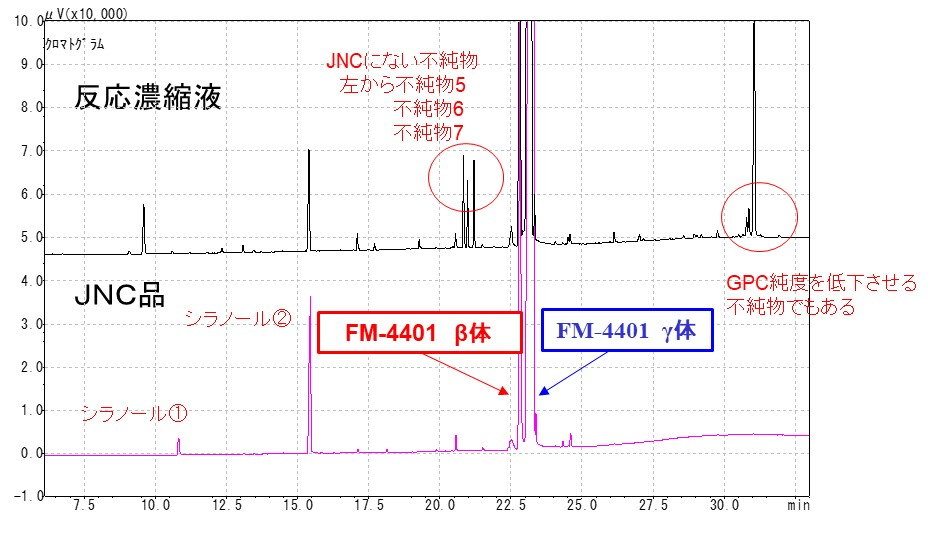 μV(x10,000)
10.0
クロマトグラム
9.0
8.0
7.0
6.0
5.0
4.0
3.0
2.0
1.0
0.0
-1.0
反応濃縮液
JNCにない不純物
左から不純物5
不純物6
不純物7
GPC純度を低下させる
不純物でもある
JNC品
シラノール②
FM-4401 β体
FM-4401 γ体
シラノール①
7.5 10.0 12.5 15.0 17.5 20.0 22.5 25.0 27.5 30.0 min